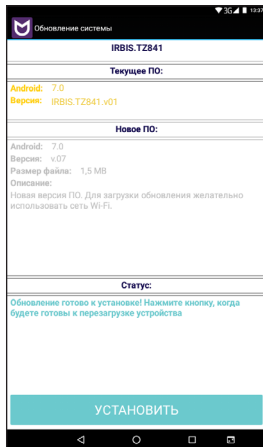 3G 13:37
Обновление системы
IRBIS.TZ841
Текущее ПО:
Android: 7.0
Версия: IRBIS.TZ841.v01
Новое ПО:
Android: 7.0
Версия: v.07
Размер файла: 1,5 MB
Описание:
Новая версия ПО. Для загрузки обновления желательно
использовать сеть Wi-Fi.
Статус:
Обновление готово к установке! Нажмите кнопку, когда
будете готовы к перезагрузке устройства
УСТАНОВИТЬ